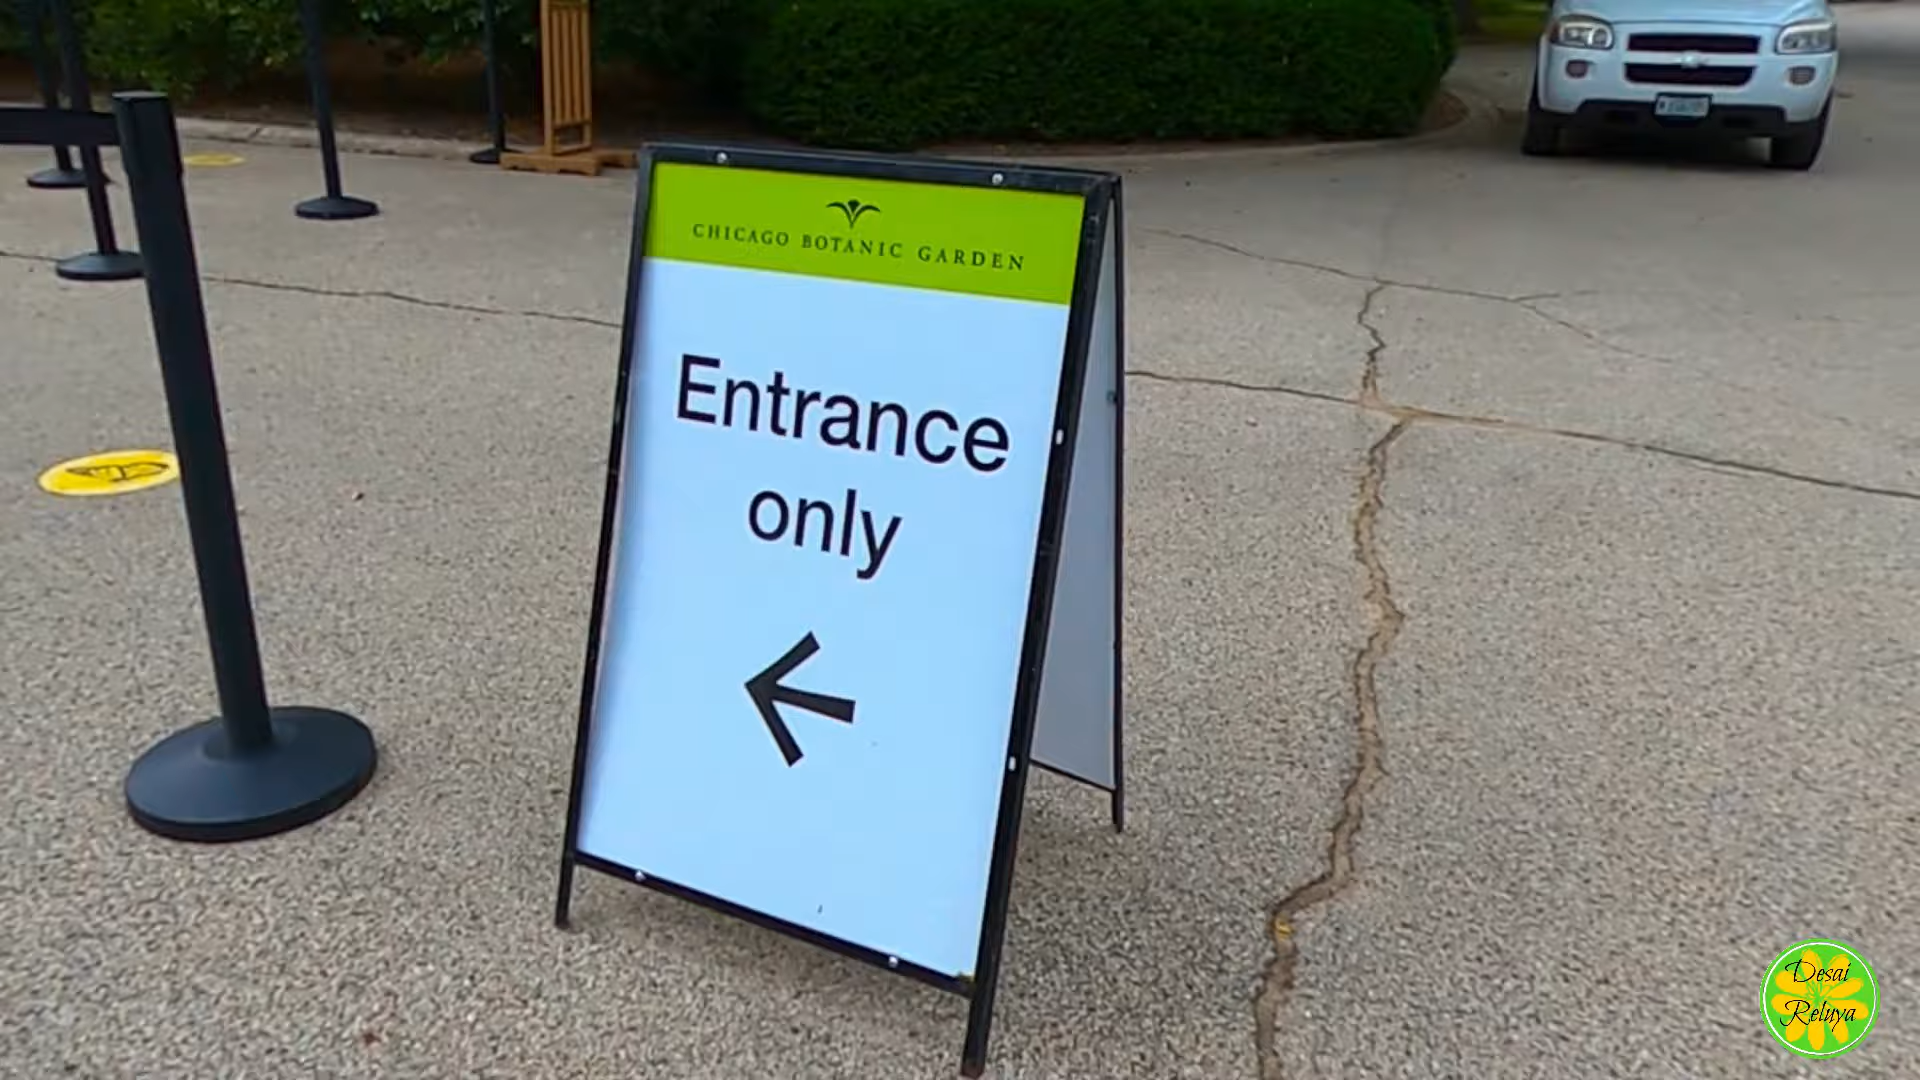 CHICAGO BOTANIC GARDEN
Entrance
only
Desai
Reluya